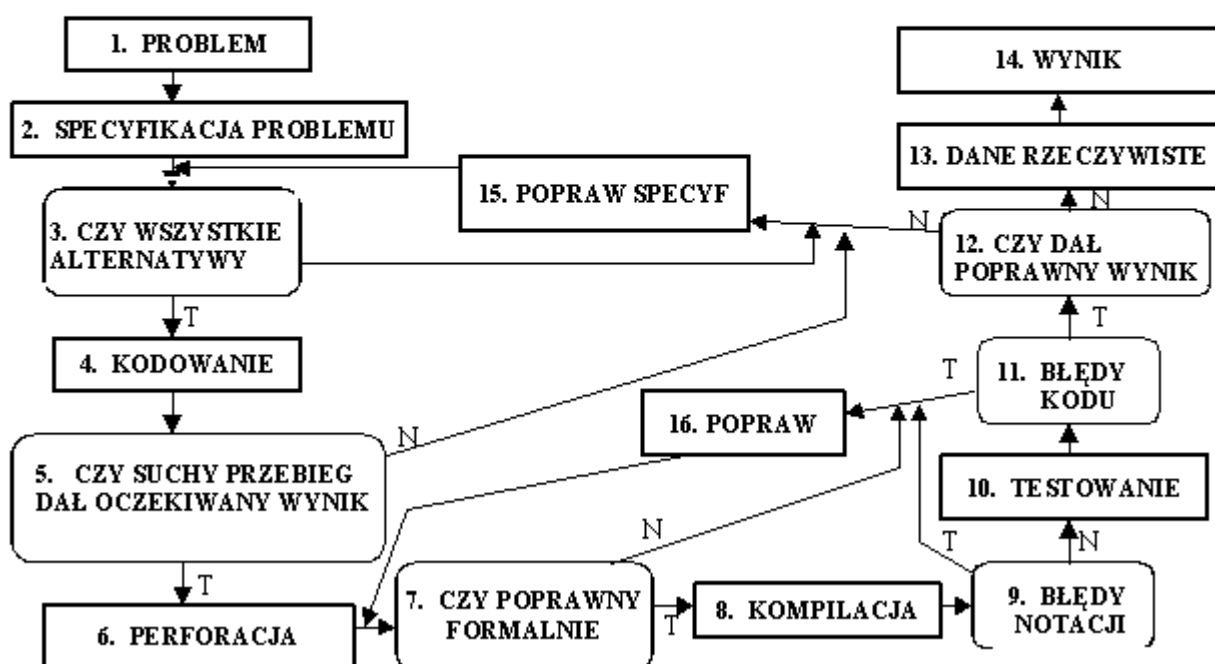 1. PROBLEM
14. WYNIK
2. SPECYFIKACJA PROBLEMU
13. DANE RZECZYWISTE
15. POPRAW SPECYF
N
N
3. CZY WSZYSTKIE
ALTERNATYWY
12. CZY DAŁ
POPRAWNY WYNIK
T
T
4. KODOWANIE
T
11. BŁĘDY
KODU
16. POPRAW
N
5. CZY SUCHY PRZEBIEG
DAŁ OCZEKIWANY WYNIK
10. TESTOWANIE
N
T
N
T
7. CZY POPRAWNY
FORMALNIE
T
8. KOMPILACJA
9. BŁĘDY
NOTACJI
6. PERFORACJA